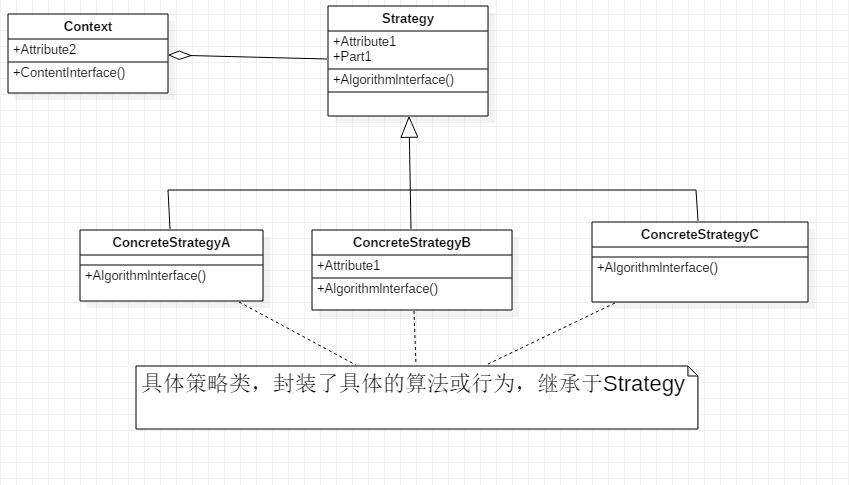 Context
+Attribute2
+ContentInterface()
Strategy
+Attribute1
+Part1
+AlgorithmInterface()
ConcreteStrategyA
+AlgorithmInterface()
ConcreteStrategyB
+Attribute1
+AlgorithmInterface()
ConcreteStrategyC
+AlgorithmInterface()
具体策略类，封装了具体的算法或行为，继承于Strategy